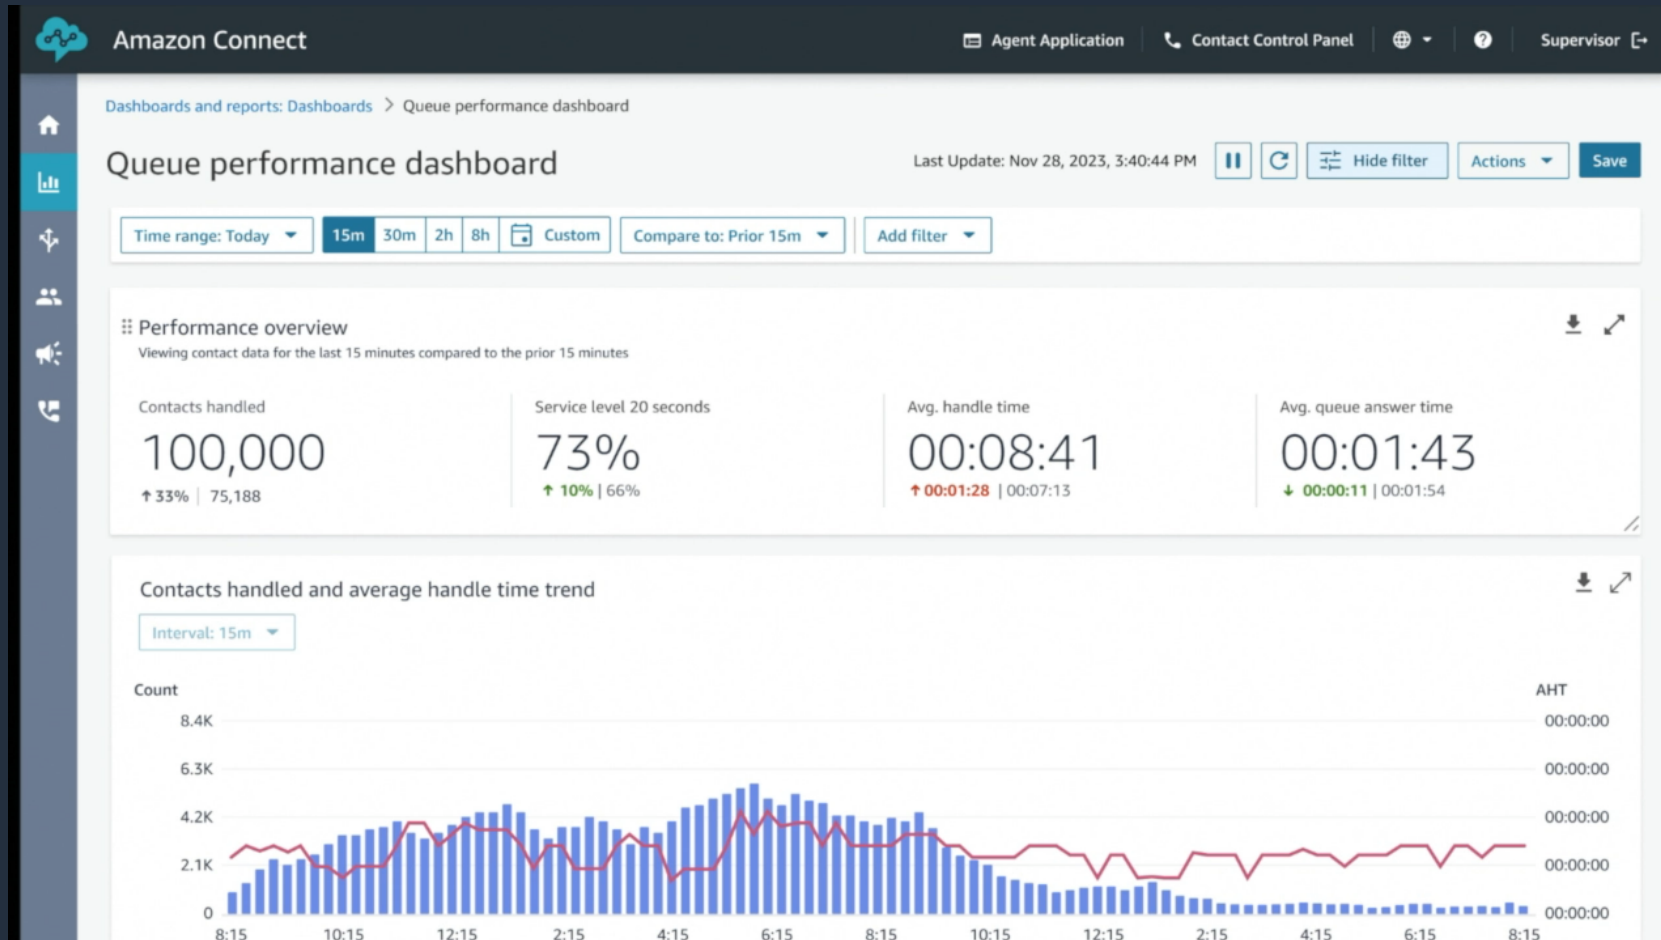 Amazon Connect
Agent Application
Contact Control Panel
Supervisor
Dashboards and reports: Dashboards > Queue performance dashboard
Queue performance dashboard
Last Update: Nov 28, 2023, 3:40:44 PM
Hide filter
Actions
Save
Time range: Today
15m
30m
2h
8h
Custom
Compare to: Prior 15m
Add filter
Performance overview
Viewing contact data for the last 15 minutes compared to the prior 15 minutes
Contacts handled
100,000
↑ 33% | 75,188
Service level 20 seconds
73%
↑ 10% | 66%
Avg. handle time
00:08:41
↑ 00:01:28 | 00:07:13
Avg. queue answer time
00:01:43
↓ 00:00:11 | 00:01:54
Contacts handled and average handle time trend
Interval: 15m
Count
AHT
8.4K
00:00:00
6.3K
00:00:00
4.2K
00:00:00
2.1K
00:00:00
0
00:00:00
8:15 10:15 12:15 2:15 4:15 6:15 8:15 10:15 12:15 2:15 4:15 6:15 8:15